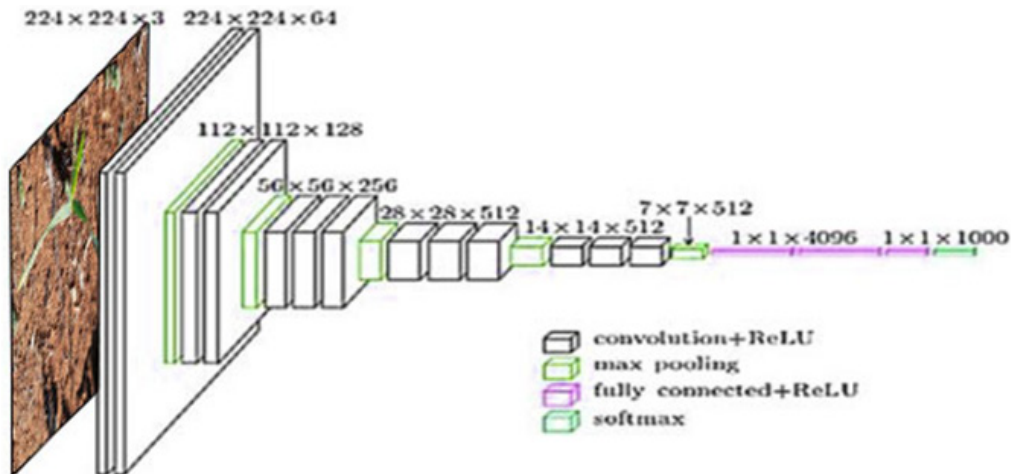 224×224×3
224×224×64
112×112×128
56×56×256
28×28×512
14×14×512
7×7×512
1×1×4096
1×1×1000
convolution+ReLU
max pooling
fully connected+ReLU
softmax